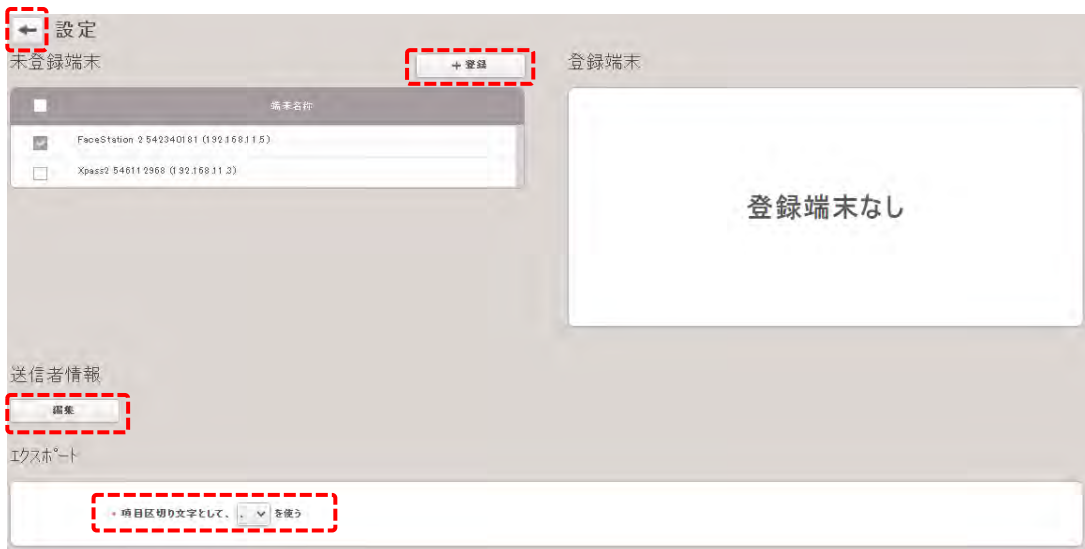 ← 設定
未登録端末
+ 登録
登録端末
端末名称
FaceStation 2 542340181 (192.168.11.5)
Xpass2 546112968 (192.168.11.3)
登録端末なし
送信者情報
編集
エクスポート
• 項目区切り文字として、 , を使う